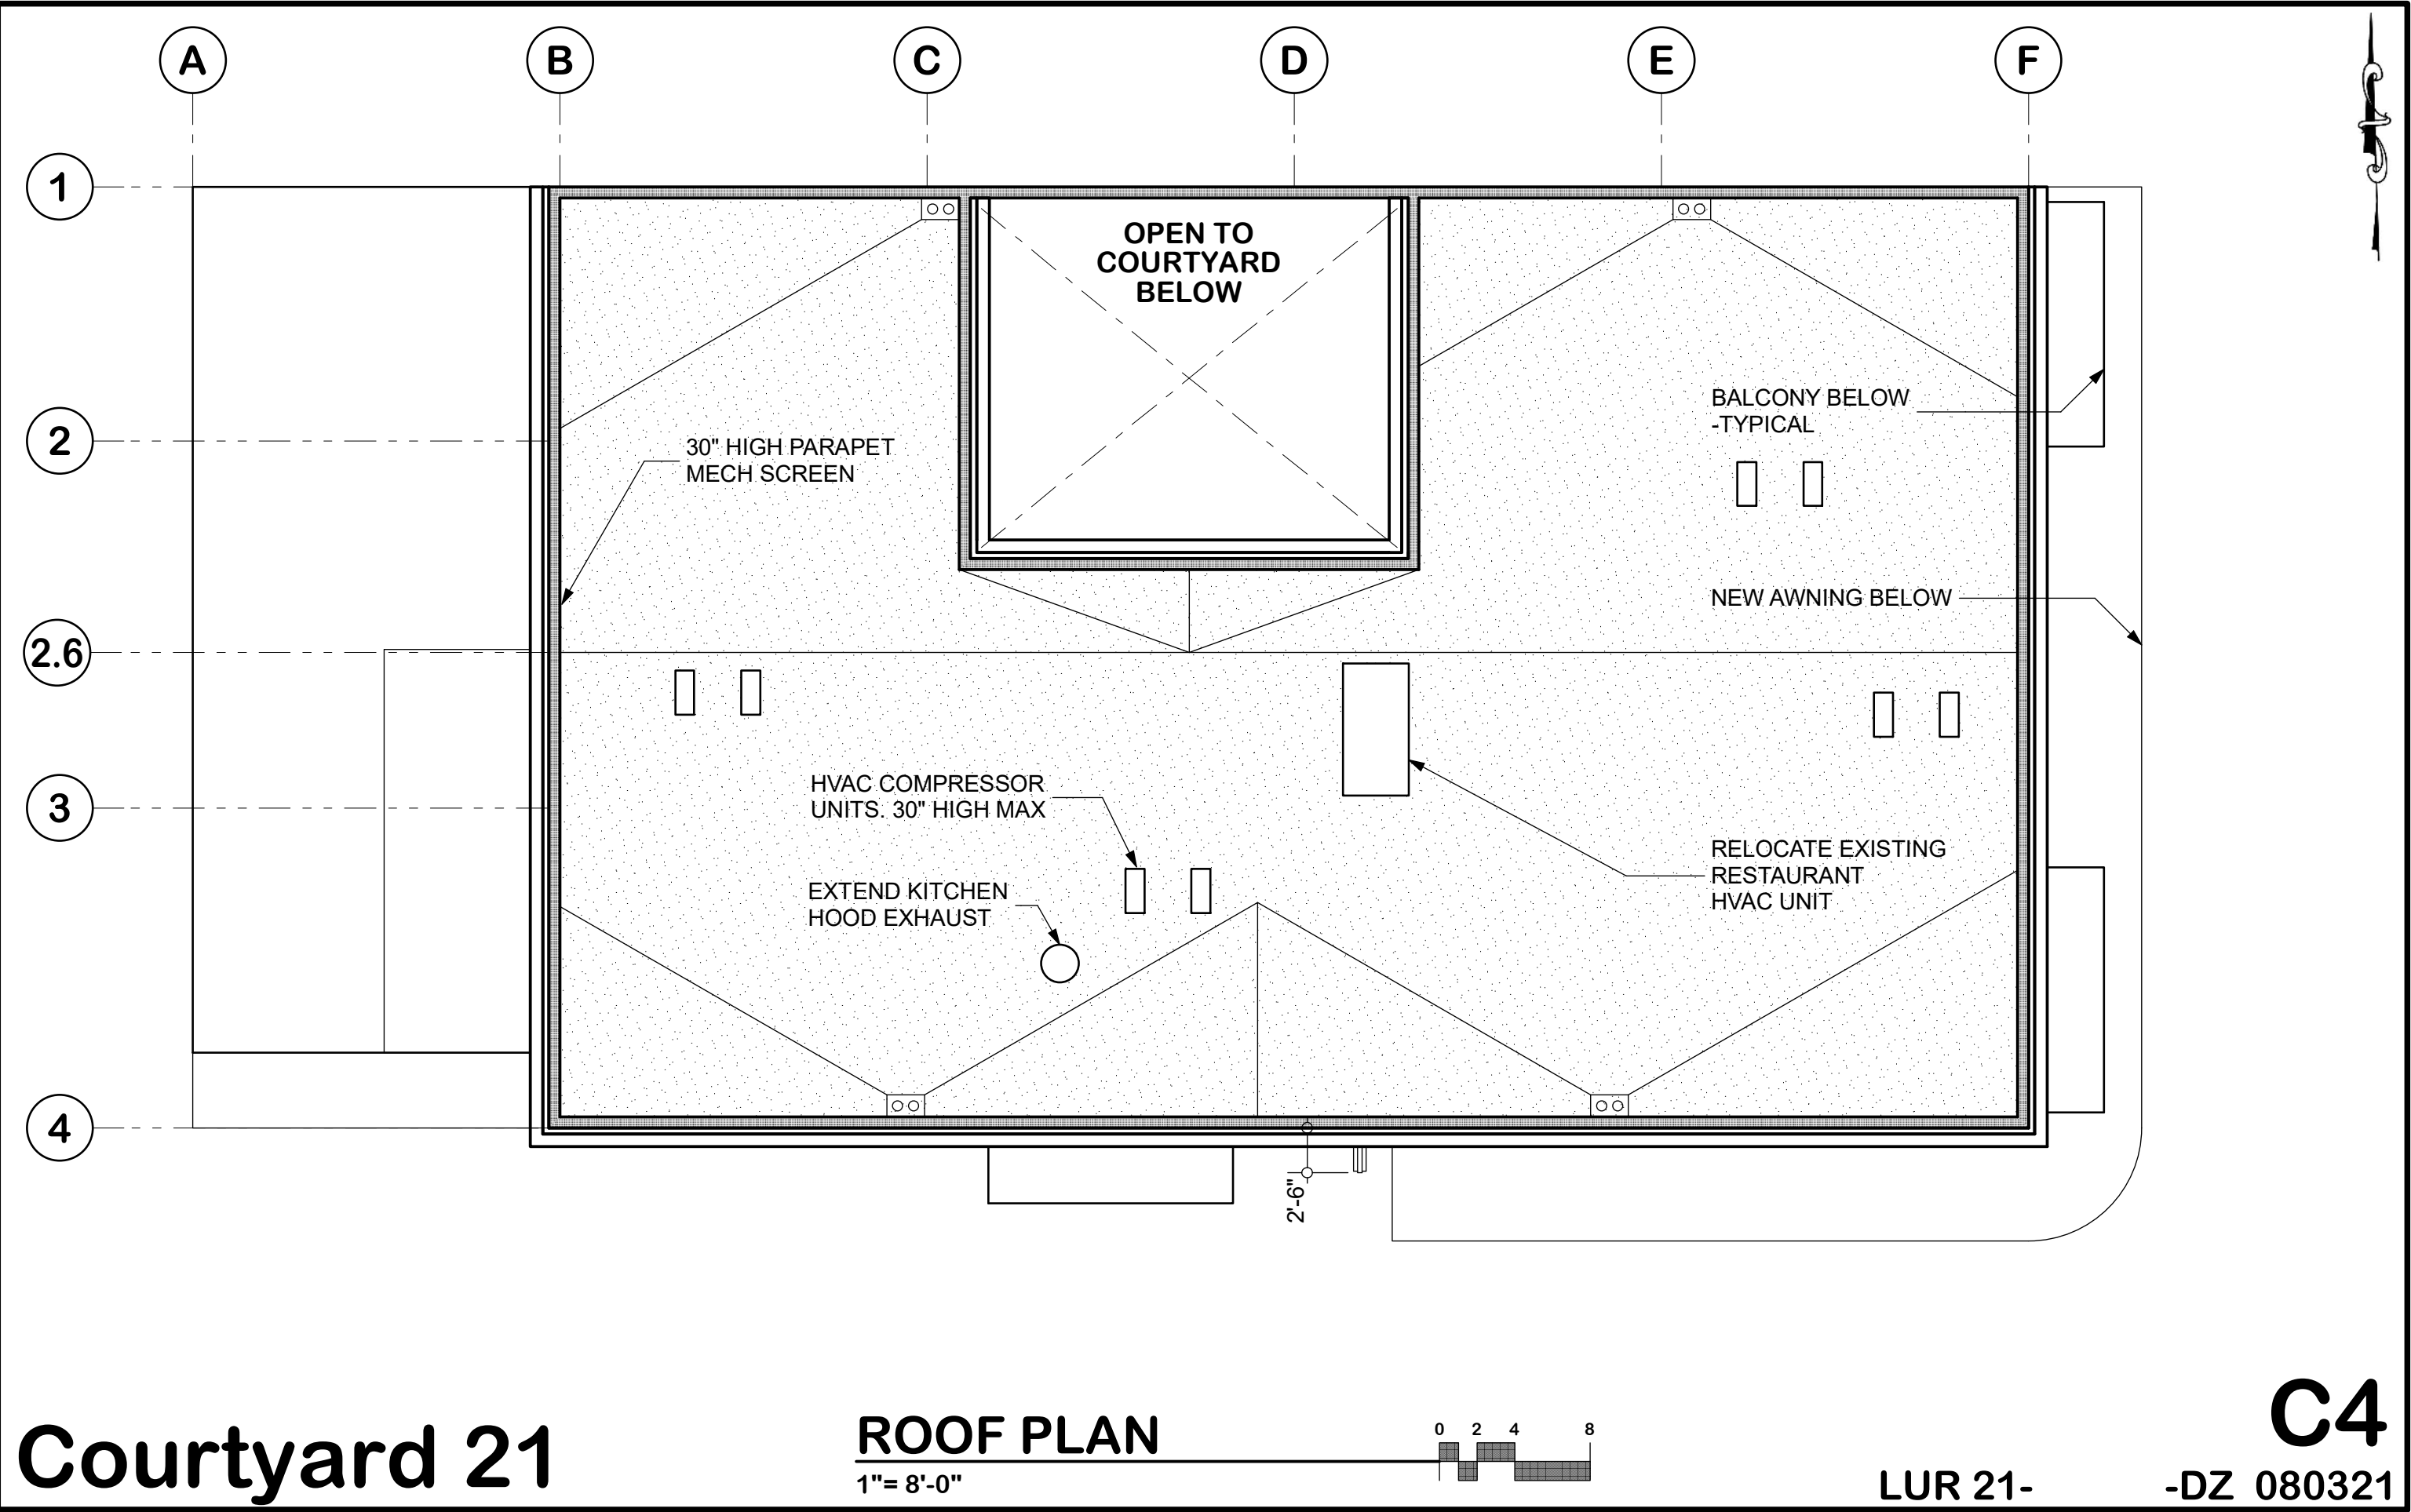 A
B
C
D
E
F
1
OPEN TO
COURTYARD
BELOW
BALCONY BELOW
-TYPICAL
2
30" HIGH PARAPET
MECH SCREEN
NEW AWNING BELOW
2.6
HVAC COMPRESSOR
UNITS. 30" HIGH MAX
3
RELOCATE EXISTING
RESTAURANT
HVAC UNIT
EXTEND KITCHEN
HOOD EXHAUST
4
2'-6"
Courtyard 21
ROOF PLAN
1"= 8'-0"
0 2 4 8
C4
LUR 21- -DZ 080321